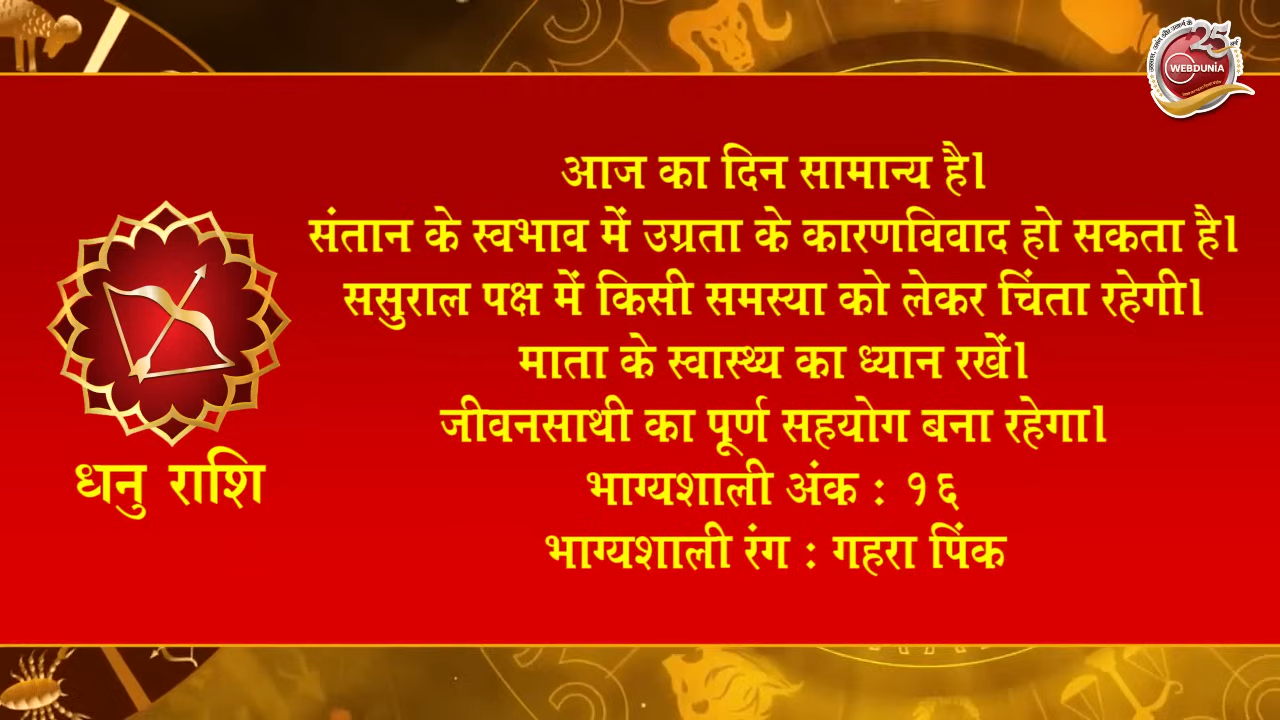 25
WEBDUNIA
आज का दिन सामान्य है।
संतान के स्वभाव में उग्रता के कारणविवाद हो सकता है।
ससुराल पक्ष में किसी समस्या को लेकर चिंता रहेगी।
माता के स्वास्थ्य का ध्यान रखें।
जीवनसाथी का पूर्ण सहयोग बना रहेगा।
भाग्यशाली अंक : १६
भाग्यशाली रंग : गहरा पिंक
धनु राशि